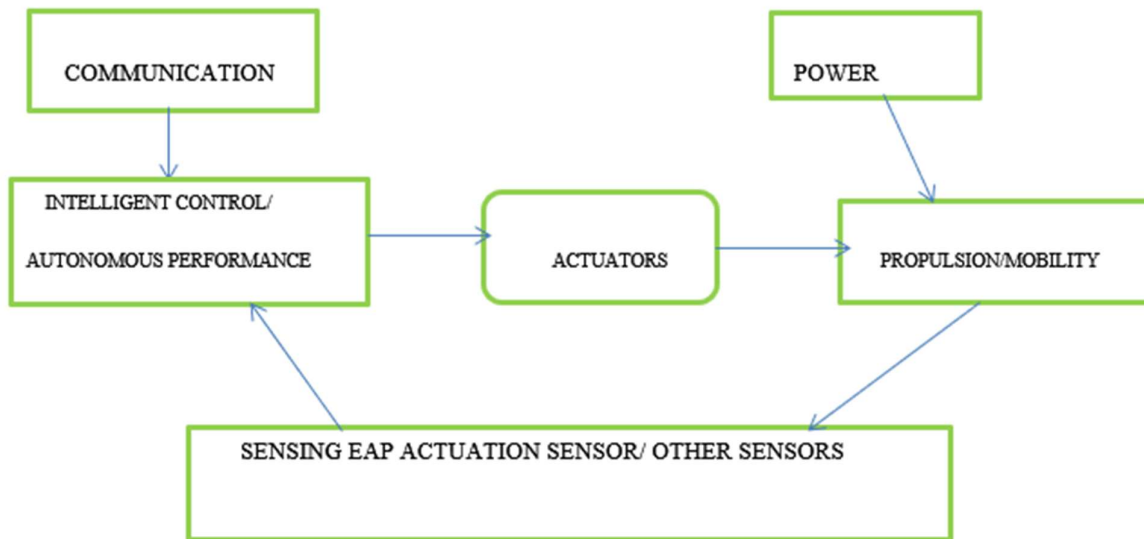 COMMUNICATION
POWER
INTELLIGENT CONTROL/
AUTONOMOUS PERFORMANCE
ACTUATORS
PROPULSION/MOBILITY
SENSING EAP ACTUATION SENSOR/ OTHER SENSORS